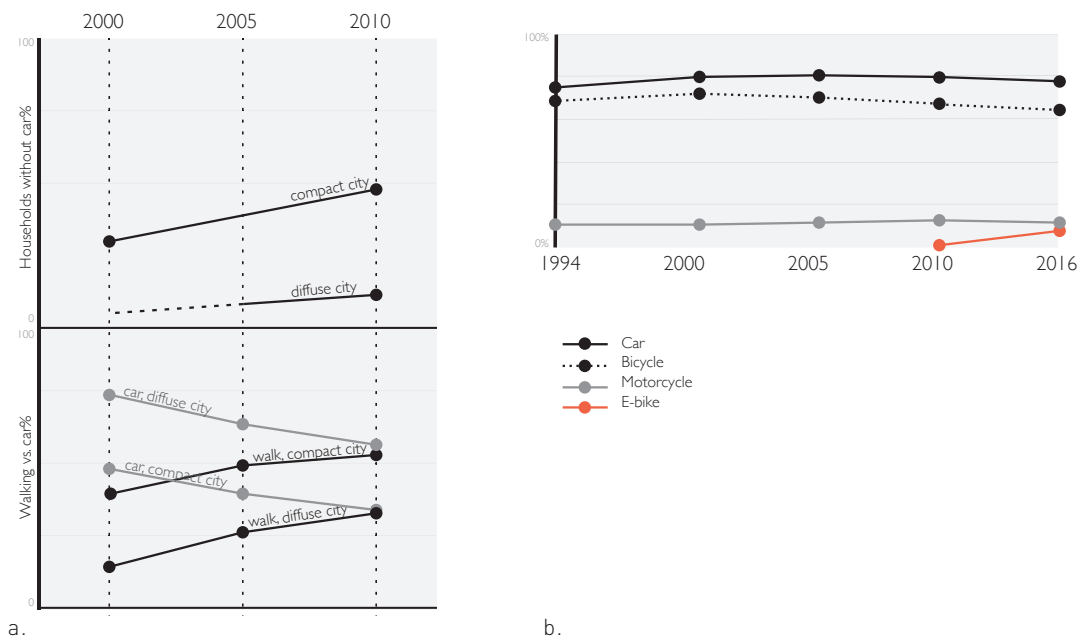 2000 2005 2010
100
Households without car%
compact city
diffuse city
0
100
Walking vs. car%
car, diffuse city
walk, compact city
car, compact city
walk, diffuse city
0
a.
100%
0%
1994 2000 2005 2010 2016
Car
Bicycle
Motorcycle
E-bike
b.